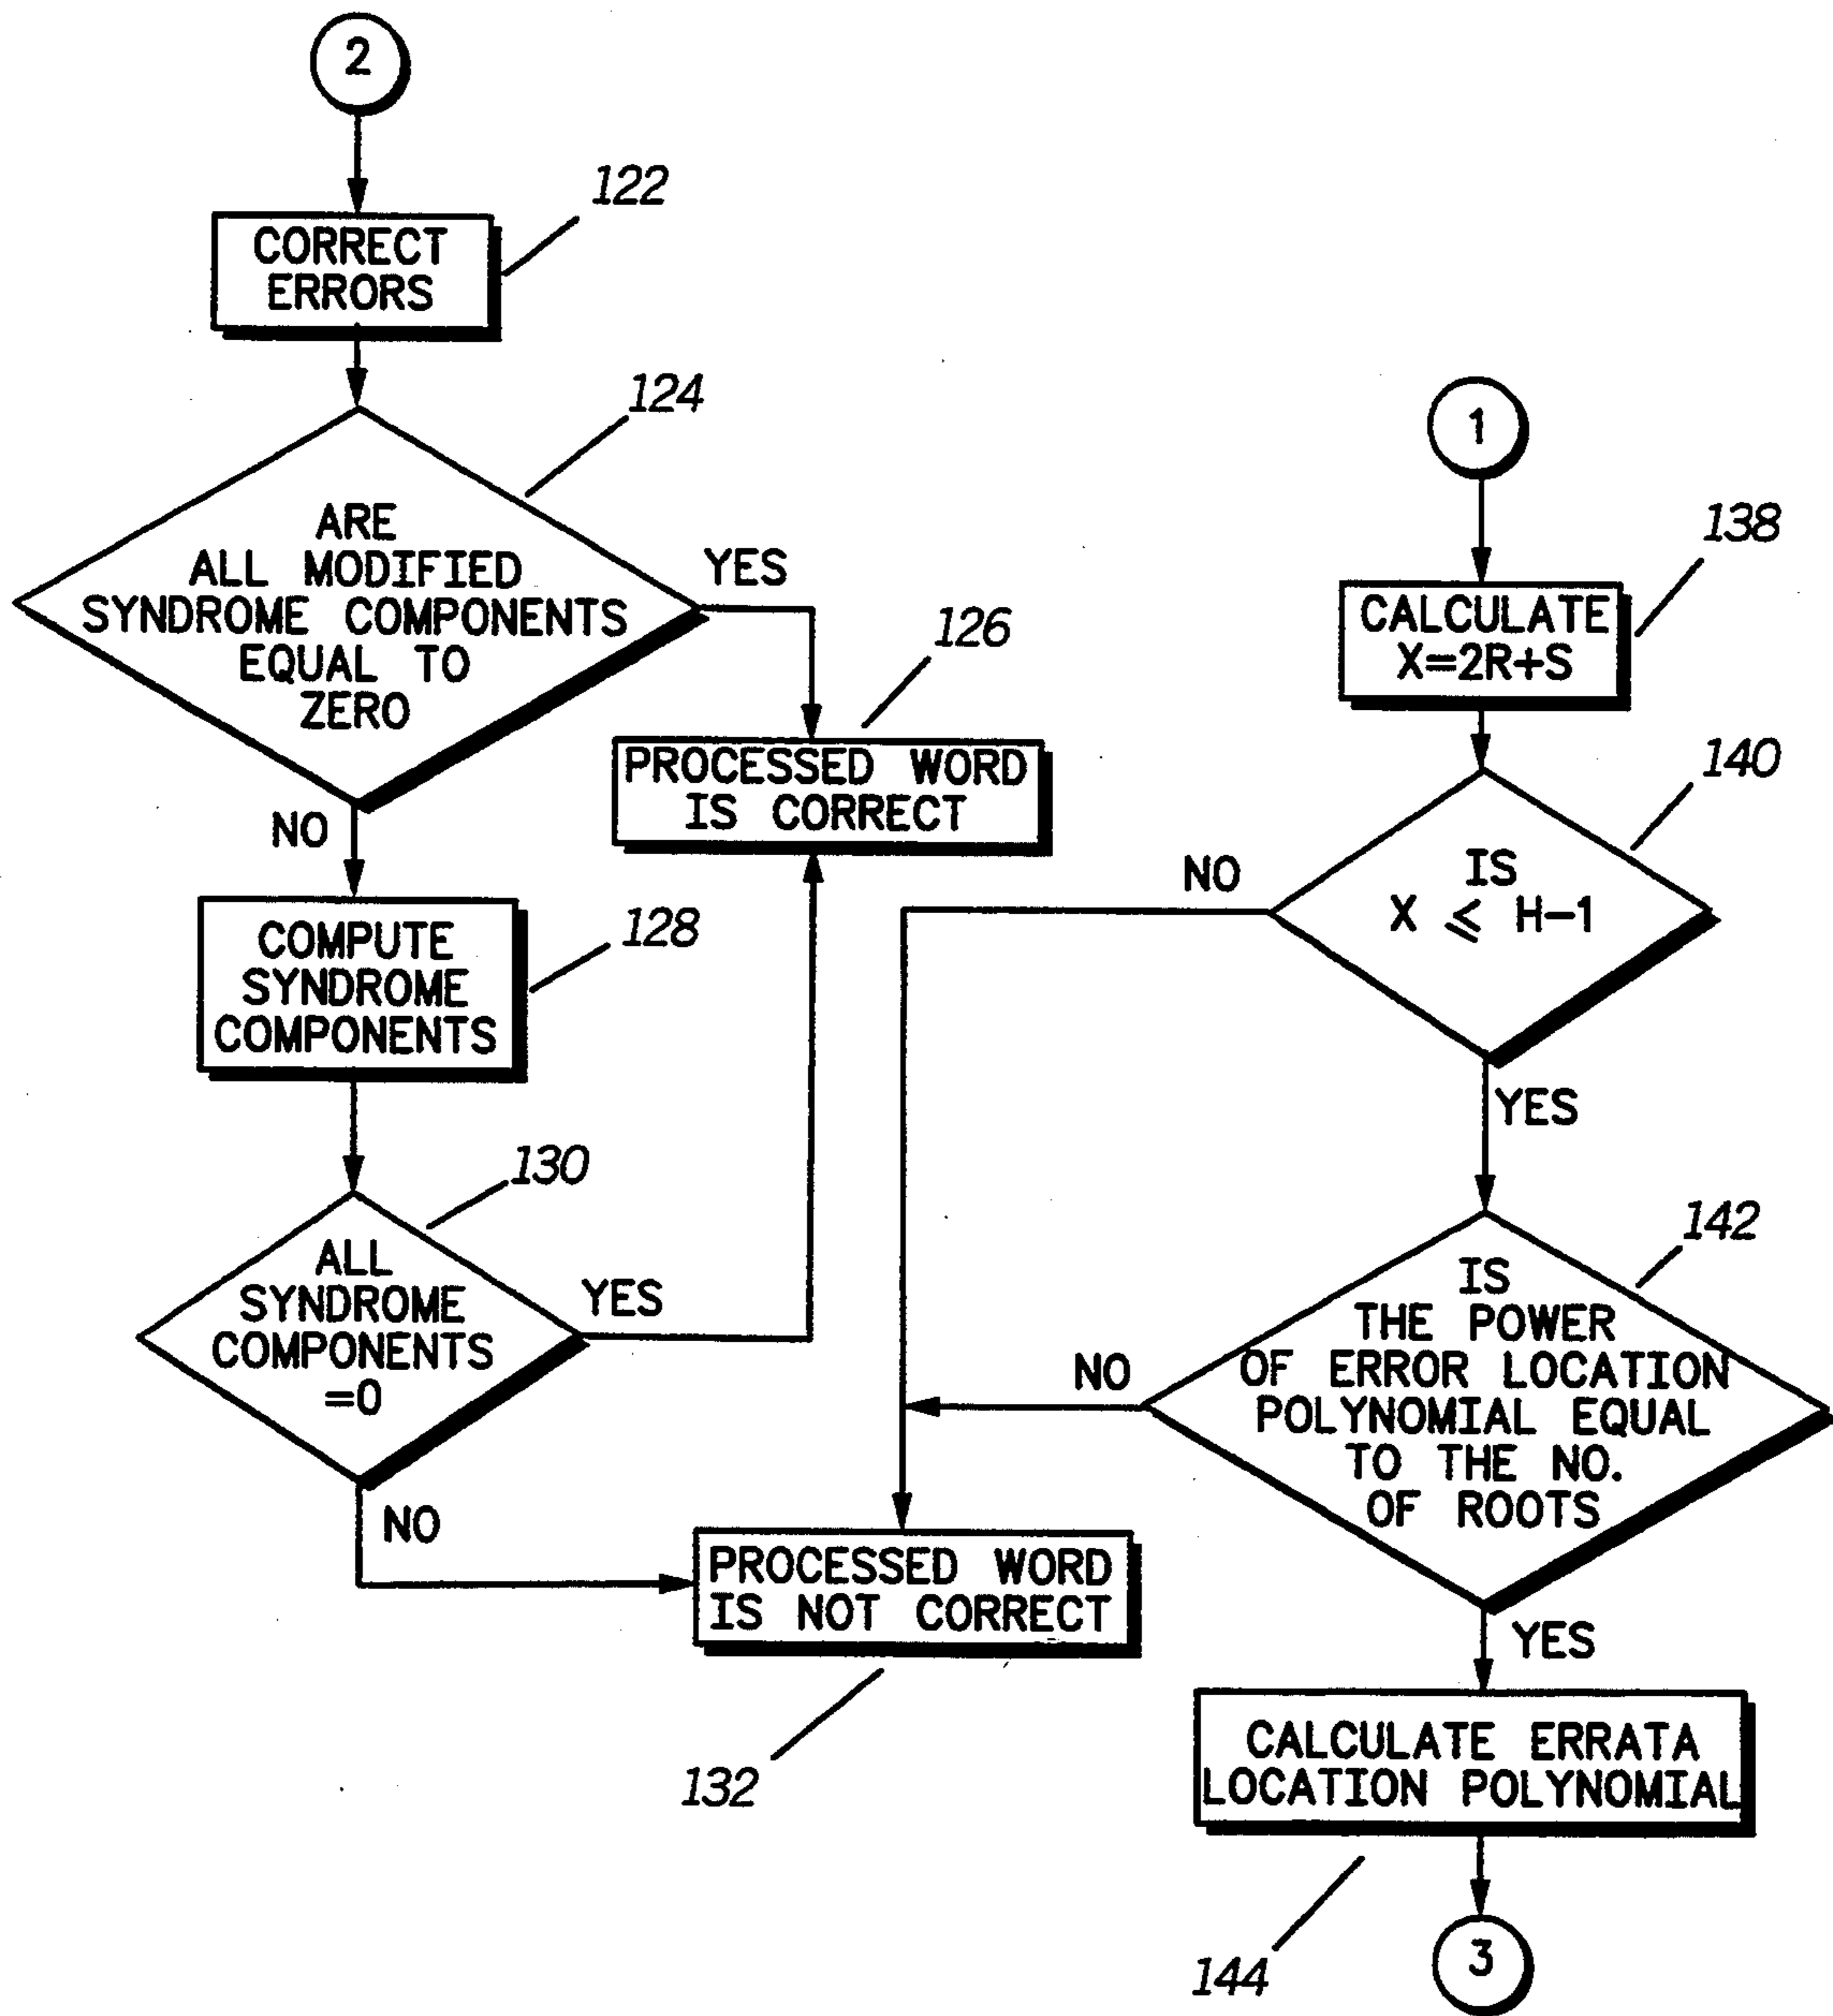 2
122
CORRECT
ERRORS
124
ARE
ALL MODIFIED
SYNDROME COMPONENTS
EQUAL TO
ZERO
YES
NO
126
PROCESSED WORD
IS CORRECT
128
COMPUTE
SYNDROME
COMPONENTS
130
ALL
SYNDROME
COMPONENTS
=0
YES
NO
PROCESSED WORD
IS NOT CORRECT
132
1
138
CALCULATE
X=2R+S
140
IS
X ⩽ H-1
NO
YES
142
IS
THE POWER
OF ERROR LOCATION
POLYNOMIAL EQUAL
TO THE NO.
OF ROOTS
NO
YES
CALCULATE ERRATA
LOCATION POLYNOMIAL
144
3